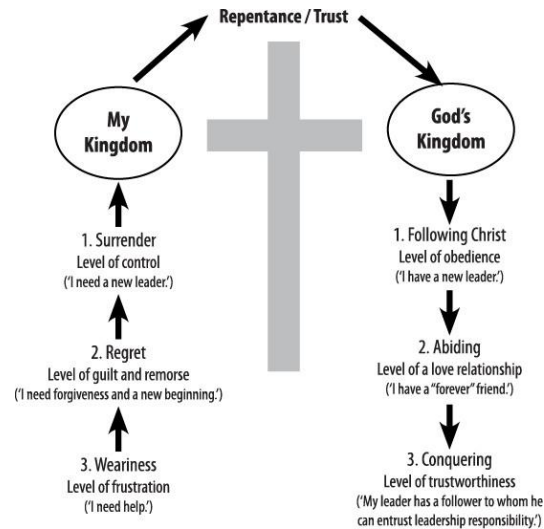 Repentance / Trust
My
Kingdom
1. Surrender
Level of control
(‘I need a new leader.’)
2. Regret
Level of guilt and remorse
(‘I need forgiveness and a new beginning.’)
3. Weariness
Level of frustration
(‘I need help.’)
God’s
Kingdom
1. Following Christ
Level of obedience
(‘I have a new leader.’)
2. Abiding
Level of a love relationship
(‘I have a “forever” friend.’)
3. Conquering
Level of trustworthiness
(‘My leader has a follower to whom he
can entrust leadership responsibility.’)